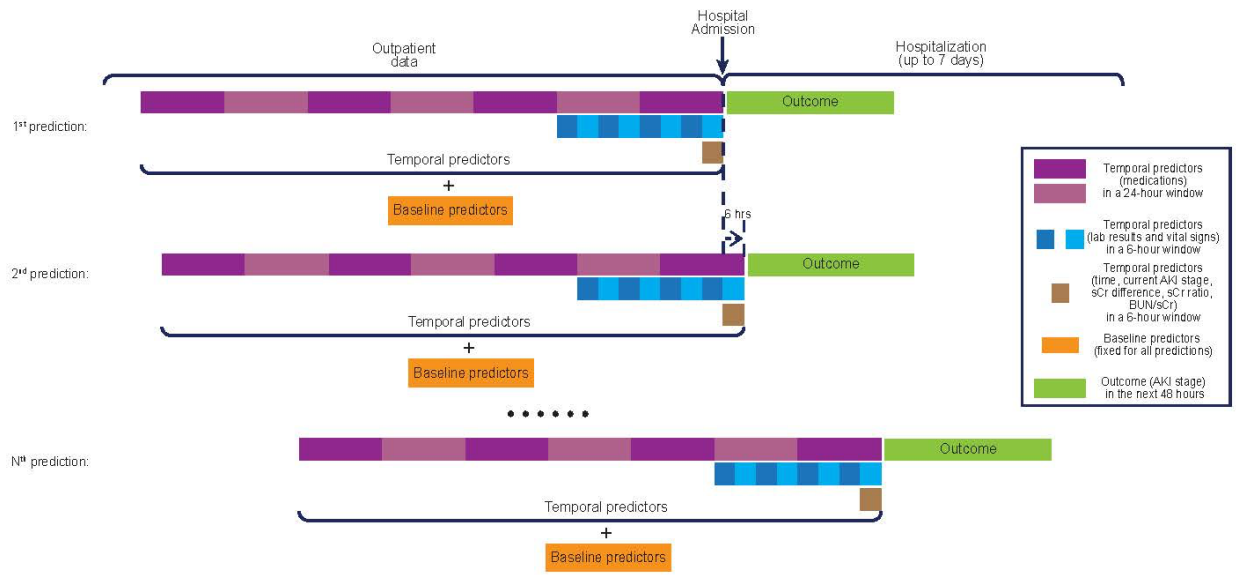 Hospital
Admission
Outpatient
data
Hospitalization
(up to 7 days)
Outcome
1st prediction:
Temporal predictors
+
Baseline predictors
6 hrs
2nd prediction:
Outcome
Temporal predictors
+
Baseline predictors
......
Nth prediction:
Outcome
Temporal predictors
+
Baseline predictors
Temporal predictors
(medications)
in a 24-hour window
Temporal predictors
(lab results and vital signs)
in a 6-hour window
Temporal predictors
(time, current AKI stage,
sCr difference, sCr ratio,
BUN/sCr)
in a 6-hour window
Baseline predictors
(fixed for all predictions)
Outcome (AKI stage)
in the next 48 hours